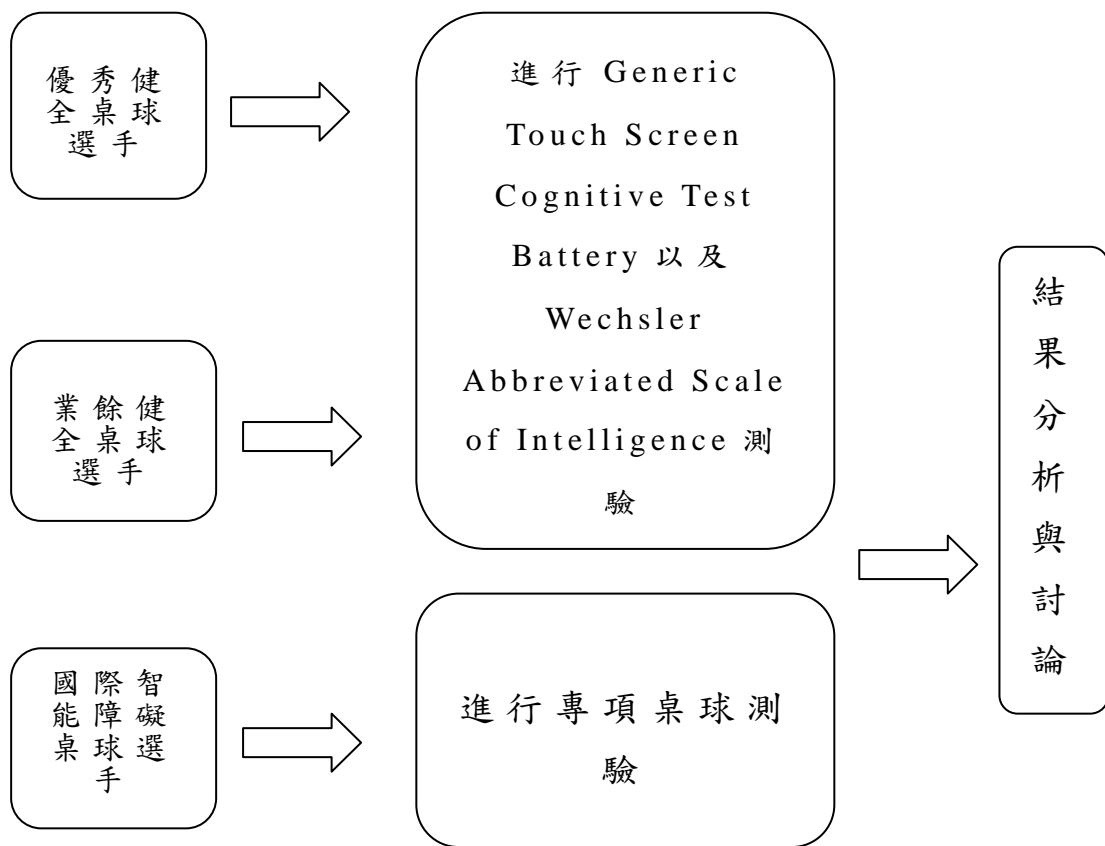 優秀健
全桌球
選手
進行 Generic
Touch Screen
Cognitive Test
Battery 以及
Wechsler
Abbreviated Scale
of Intelligence 測
驗
業餘健
全桌球
選手
國際智
能障礙
桌球選
手
進行專項桌球測
驗
結
果
分
析
與
討
論